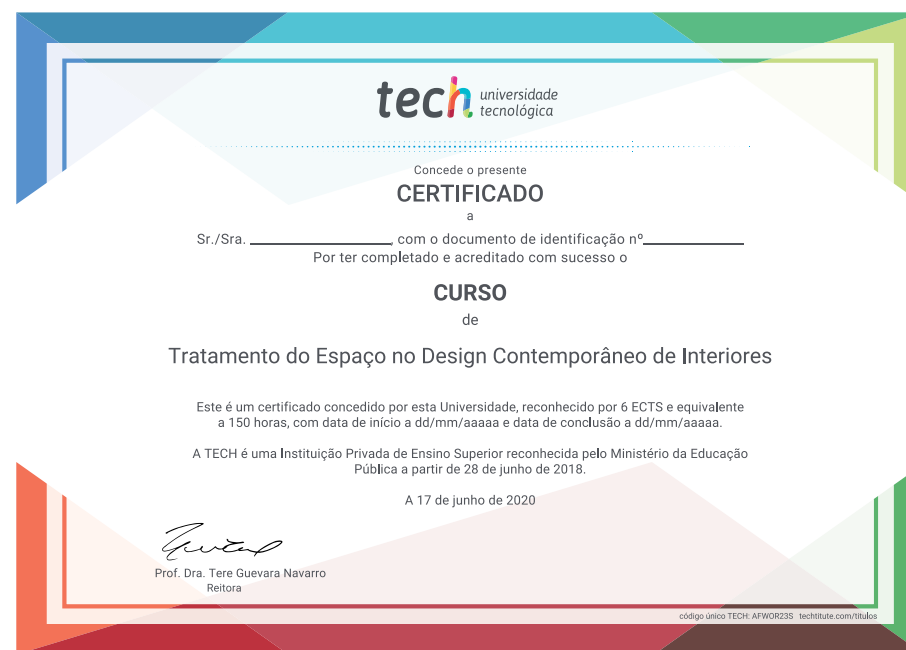 tech universidade
tecnológica
Concede o presente
CERTIFICADO
a
Sr./Sra. , com o documento de identificação nº
Por ter completado e acreditado com sucesso o
CURSO
de
Tratamento do Espaço no Design Contemporâneo de Interiores
Este é um certificado concedido por esta Universidade, reconhecido por 6 ECTS e equivalente
a 150 horas, com data de início a dd/mm/aaaaa e data de conclusão a dd/mm/aaaaa.
A TECH é uma Instituição Privada de Ensino Superior reconhecida pelo Ministério da Educação
Pública a partir de 28 de junho de 2018.
A 17 de junho de 2020
Prof. Dra. Tere Guevara Navarro
Reitora
código único TECH: AFWOR23S techtitute.com/titulos